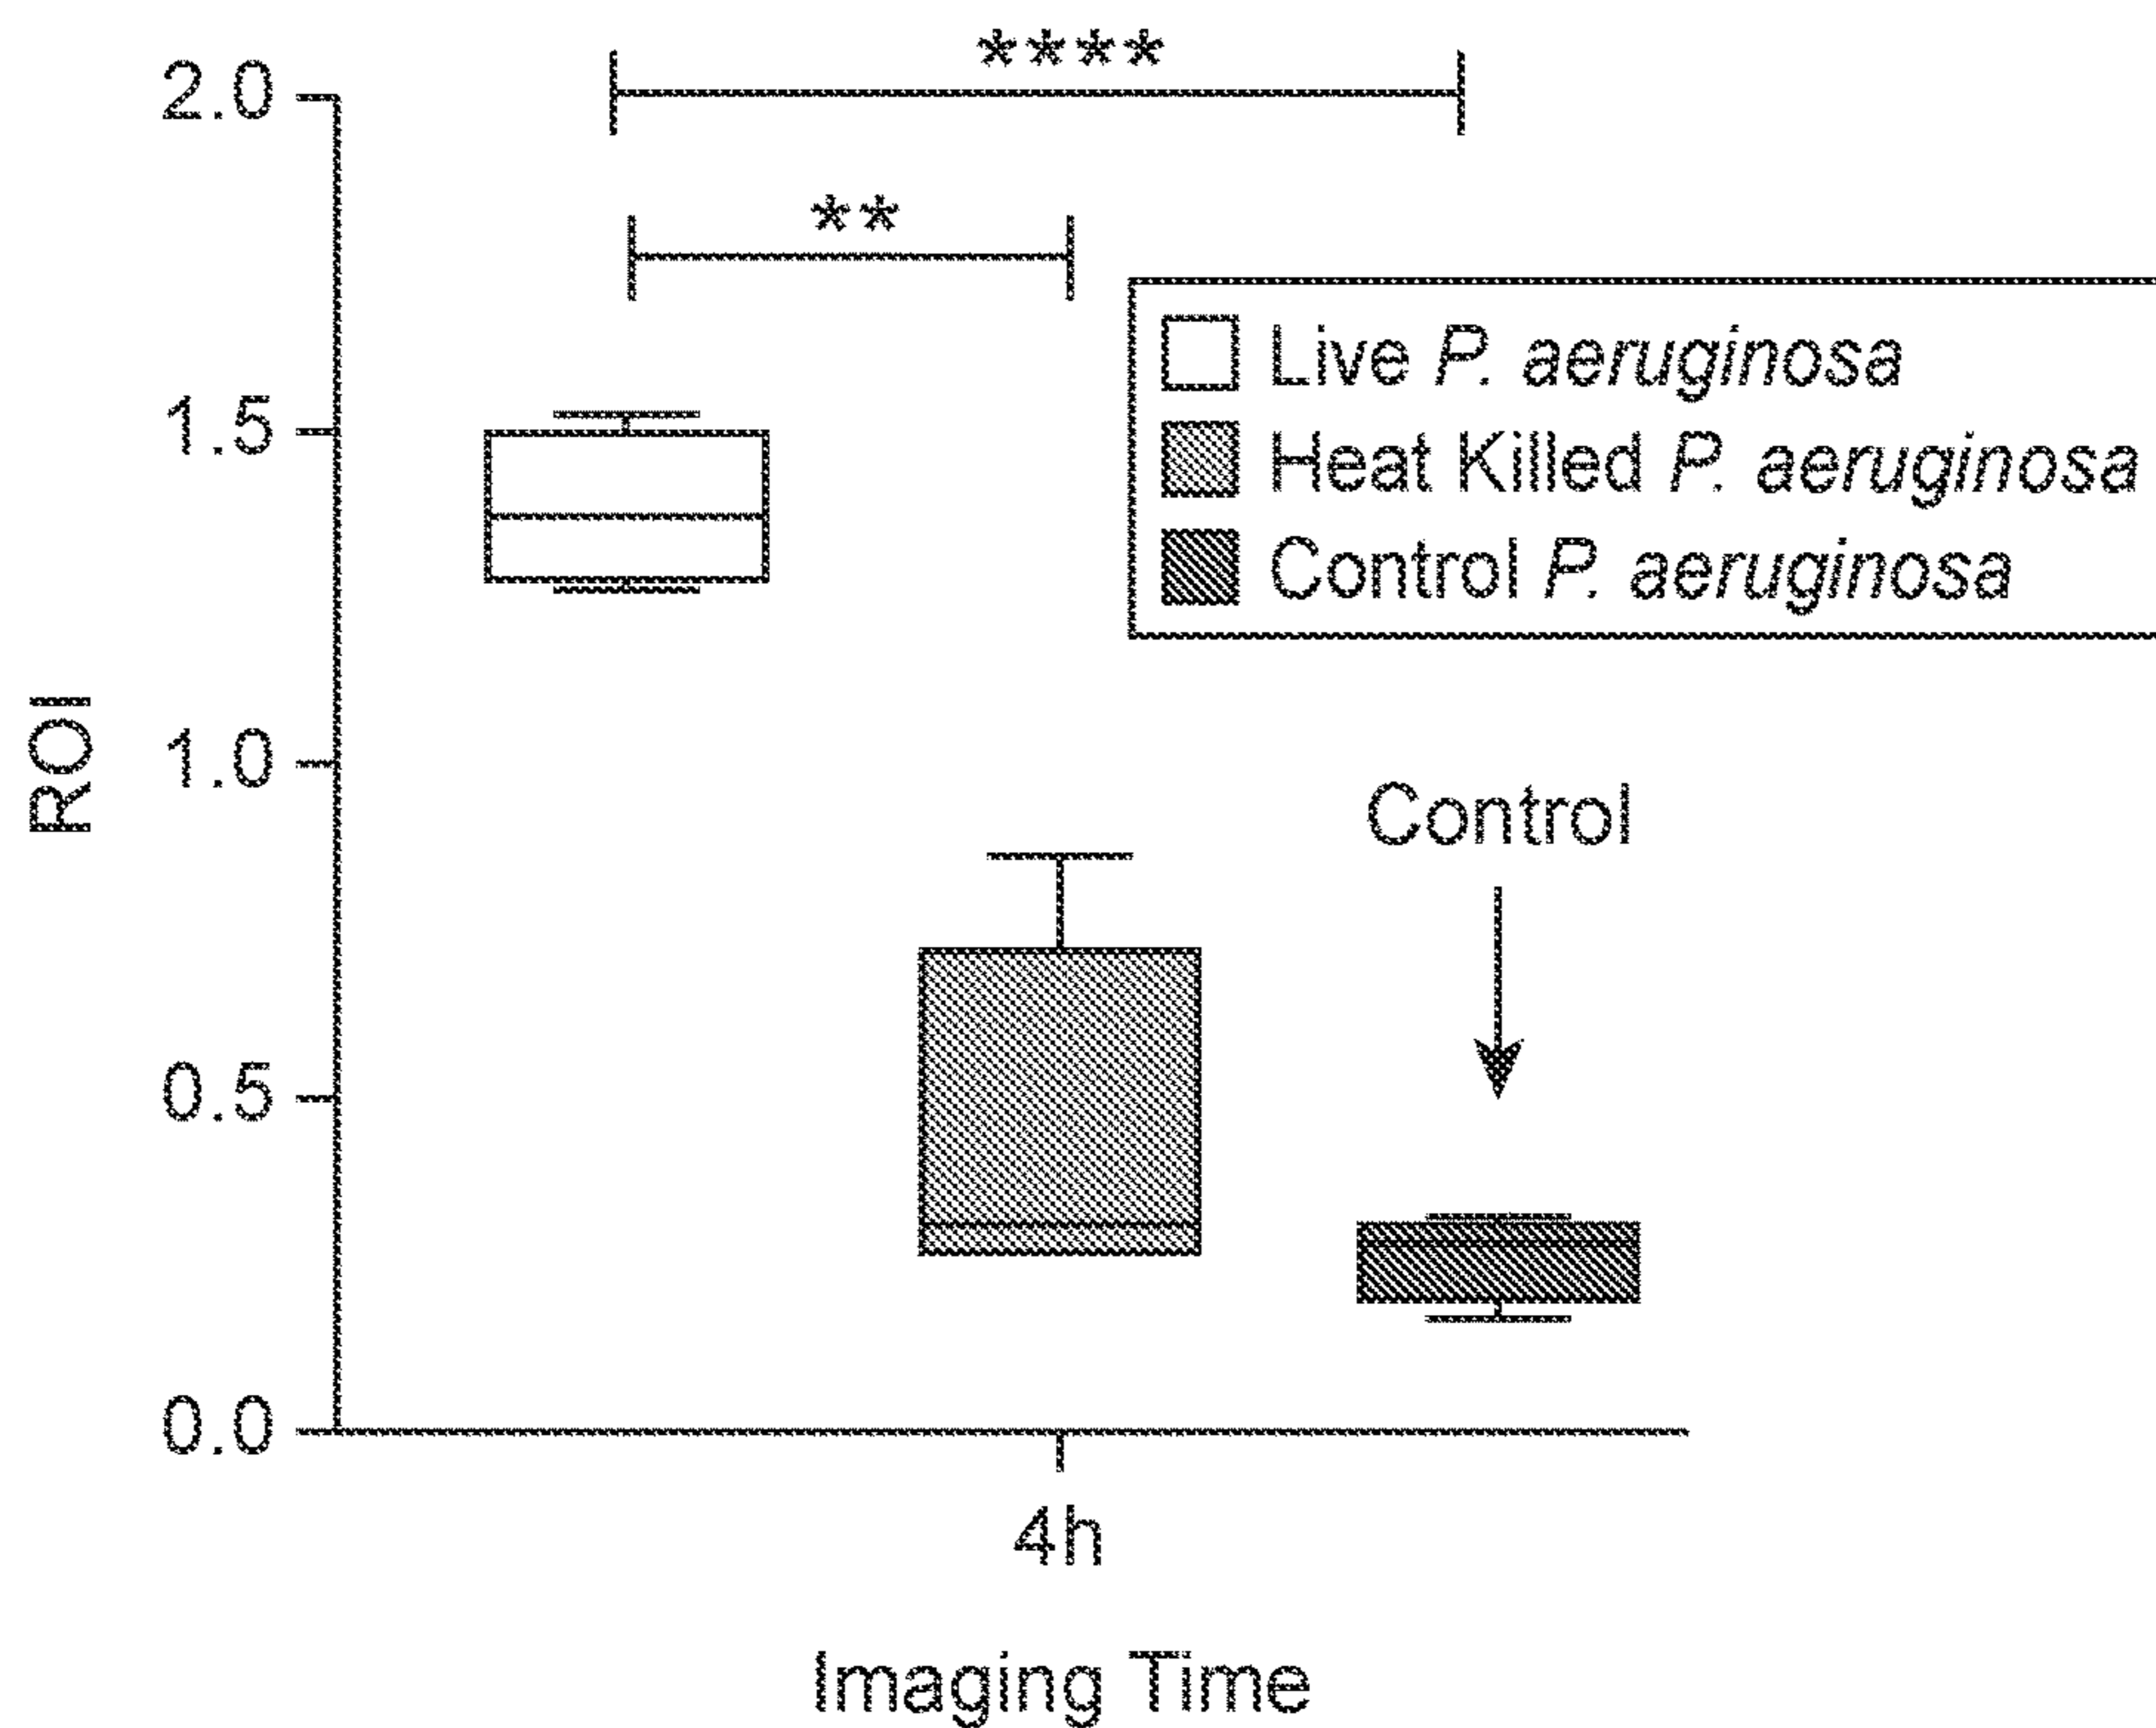 ****
**
2.0
1.5
1.0
0.5
0.0
ROI
Live P. aeruginosa
Heat Killed P. aeruginosa
Control P. aeruginosa
Control
4h
Imaging Time